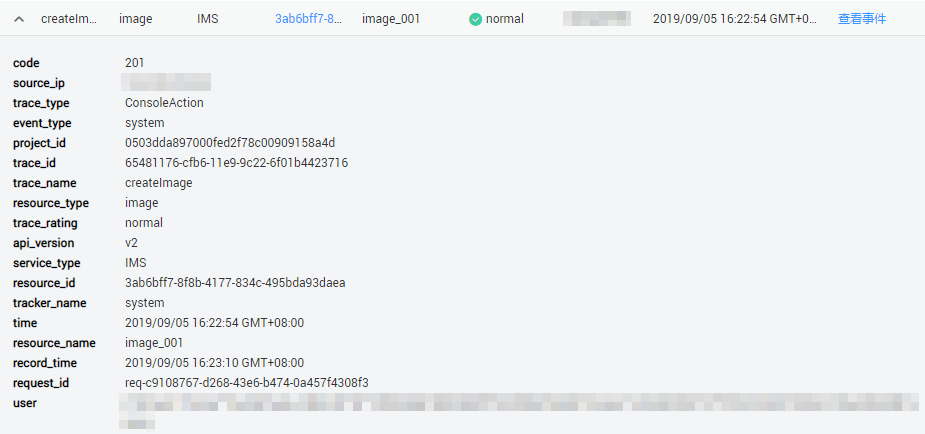 createIm... image IMS 3ab6bff7-8... image_001 normal 2019/09/05 16:22:54 GMT+0... 查看事件
code 201
source_ip
trace_type ConsoleAction
event_type system
project_id 0503dda897000fed2f78c00909158a4d
trace_id 65481176-cfb6-11e9-9c22-6f01b4423716
trace_name createImage
resource_type image
trace_rating normal
api_version v2
service_type IMS
resource_id 3ab6bff7-8f8b-4177-834c-495bda93daea
tracker_name system
time 2019/09/05 16:22:54 GMT+08:00
resource_name image_001
record_time 2019/09/05 16:23:10 GMT+08:00
request_id req-c9108767-d268-43e6-b474-0a457f4308f3
user